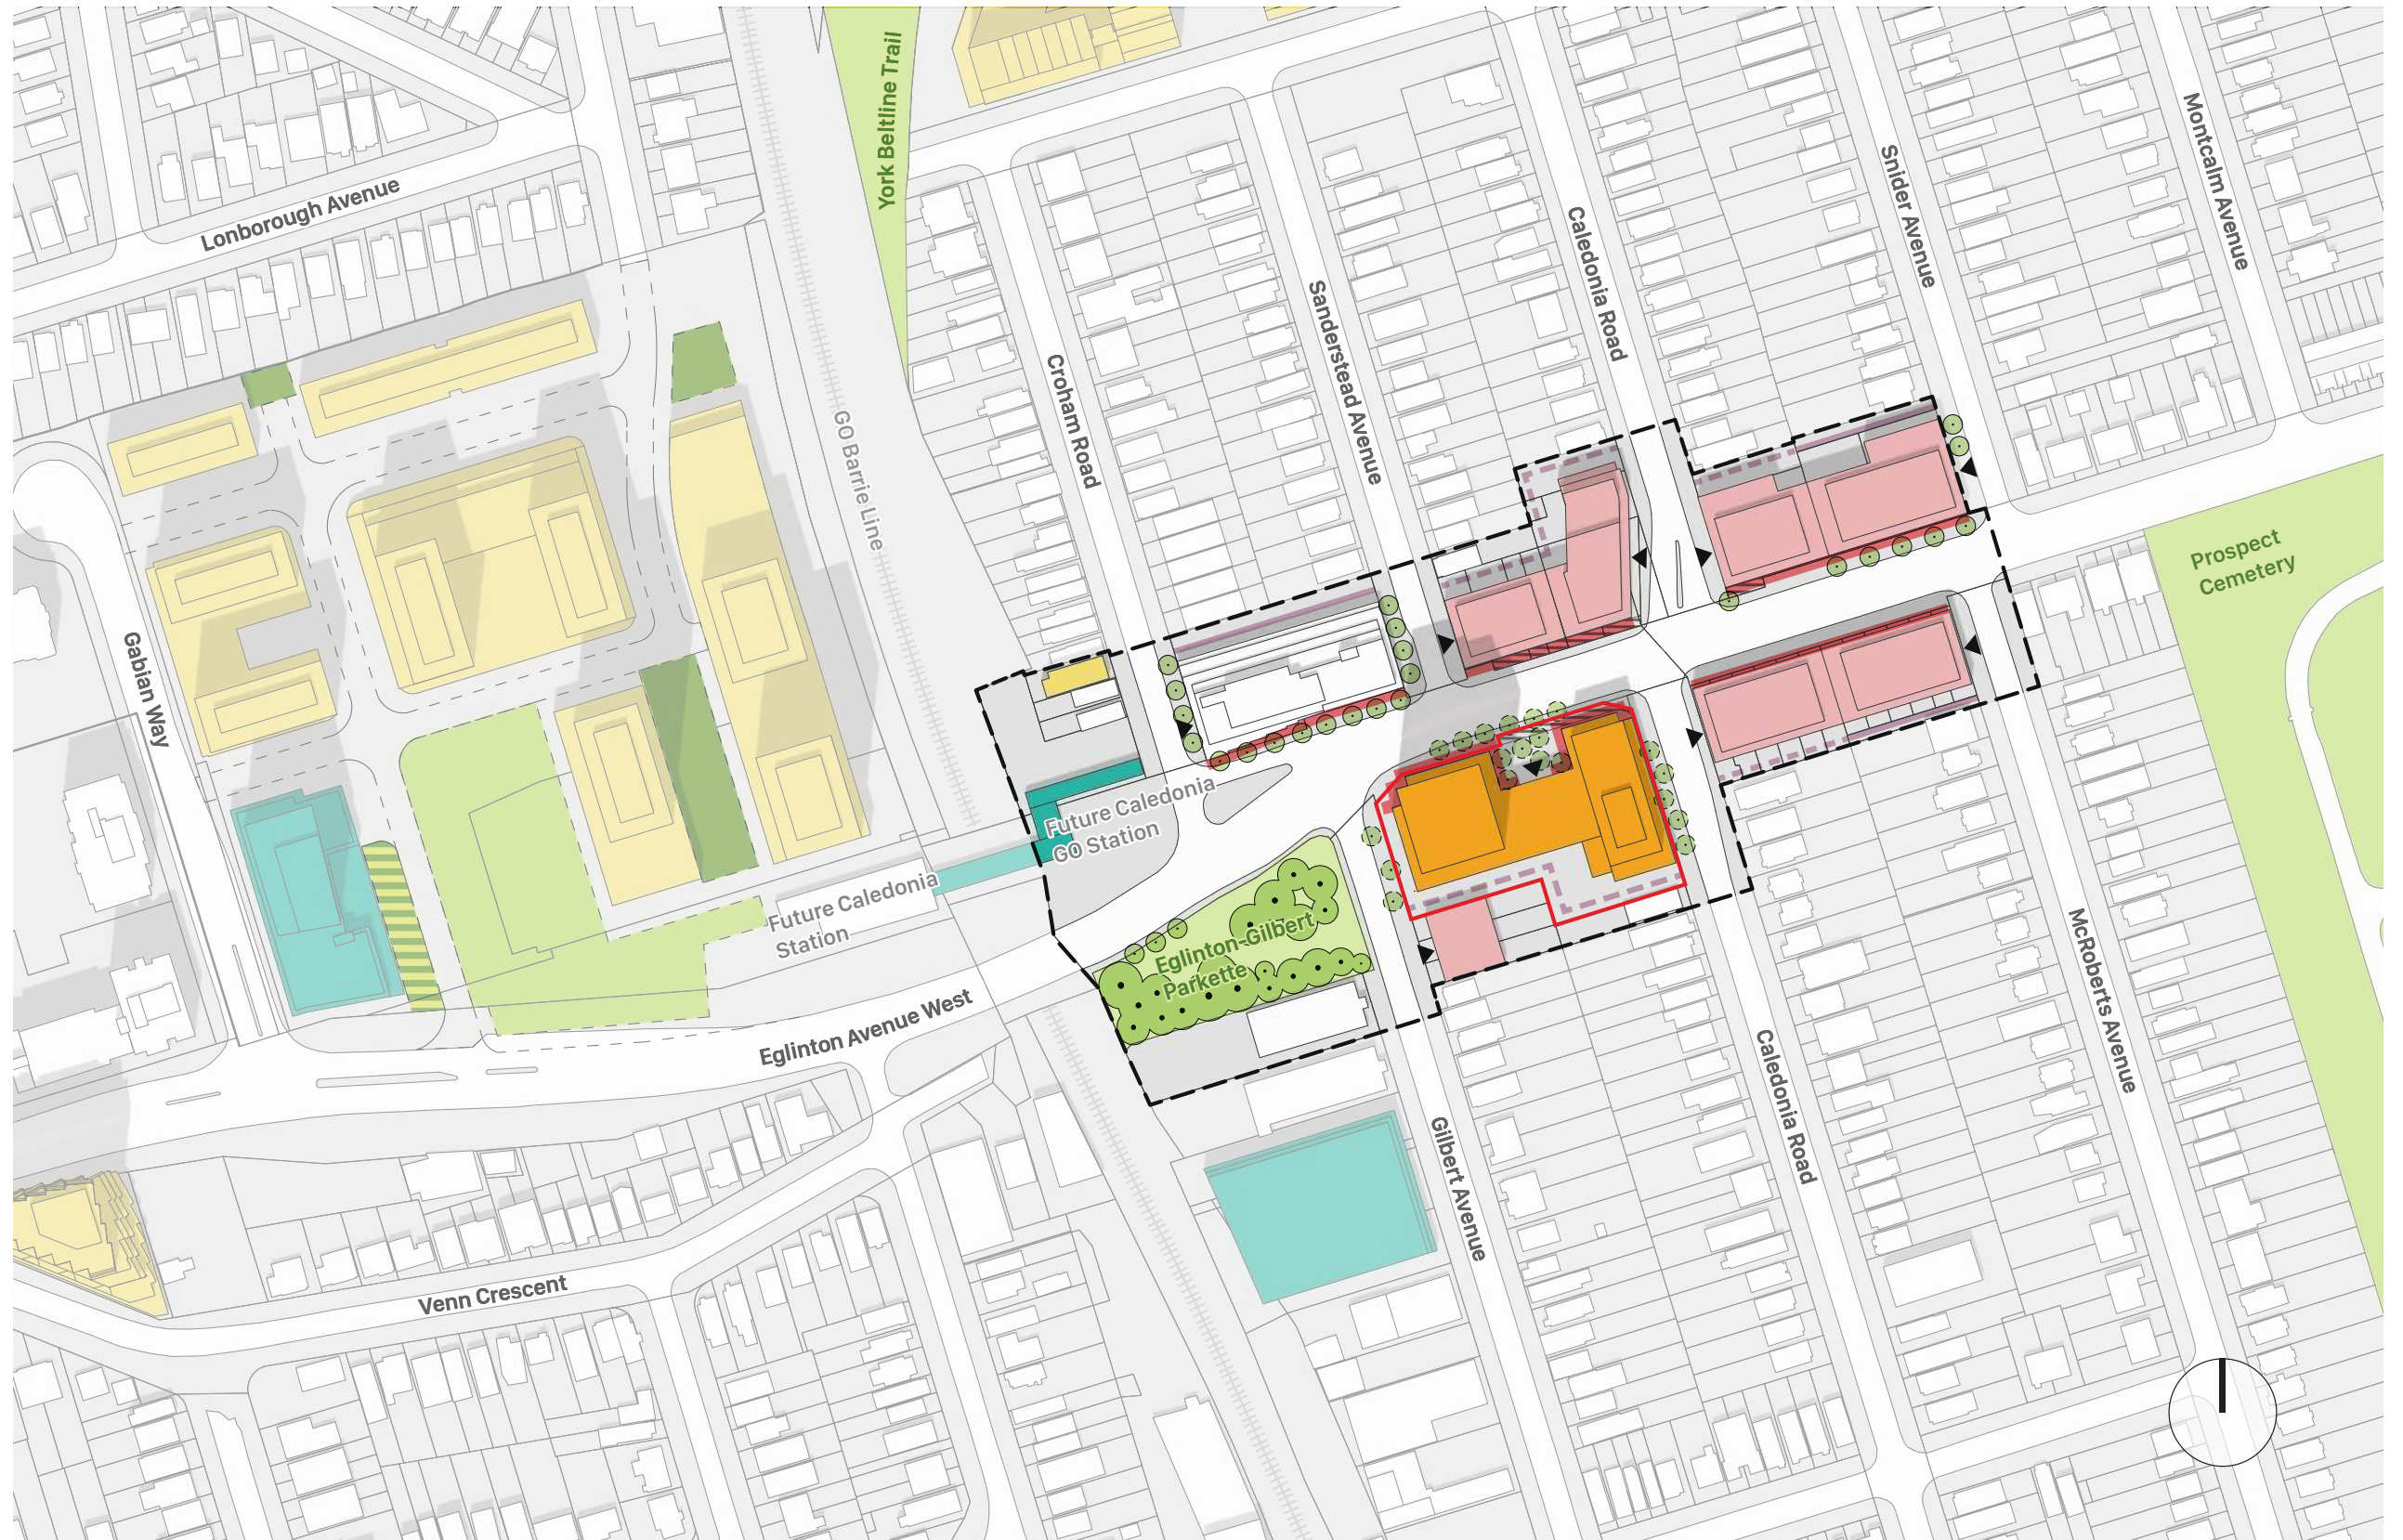 York Beltline Trail
Montcalm Avenue
Snider Avenue
Lonborough Avenue
Caledonia Road
Sanderstead Avenue
Croham Road
GO Barrie Line
Prospect
Cemetery
Gabian Way
Future Caledonia
GO Station
Future Caledonia
Station
Eglinton-Gilbert
Parkette
Eglinton Avenue West
McRoberts Avenue
Caledonia Road
Gilbert Avenue
Venn Crescent